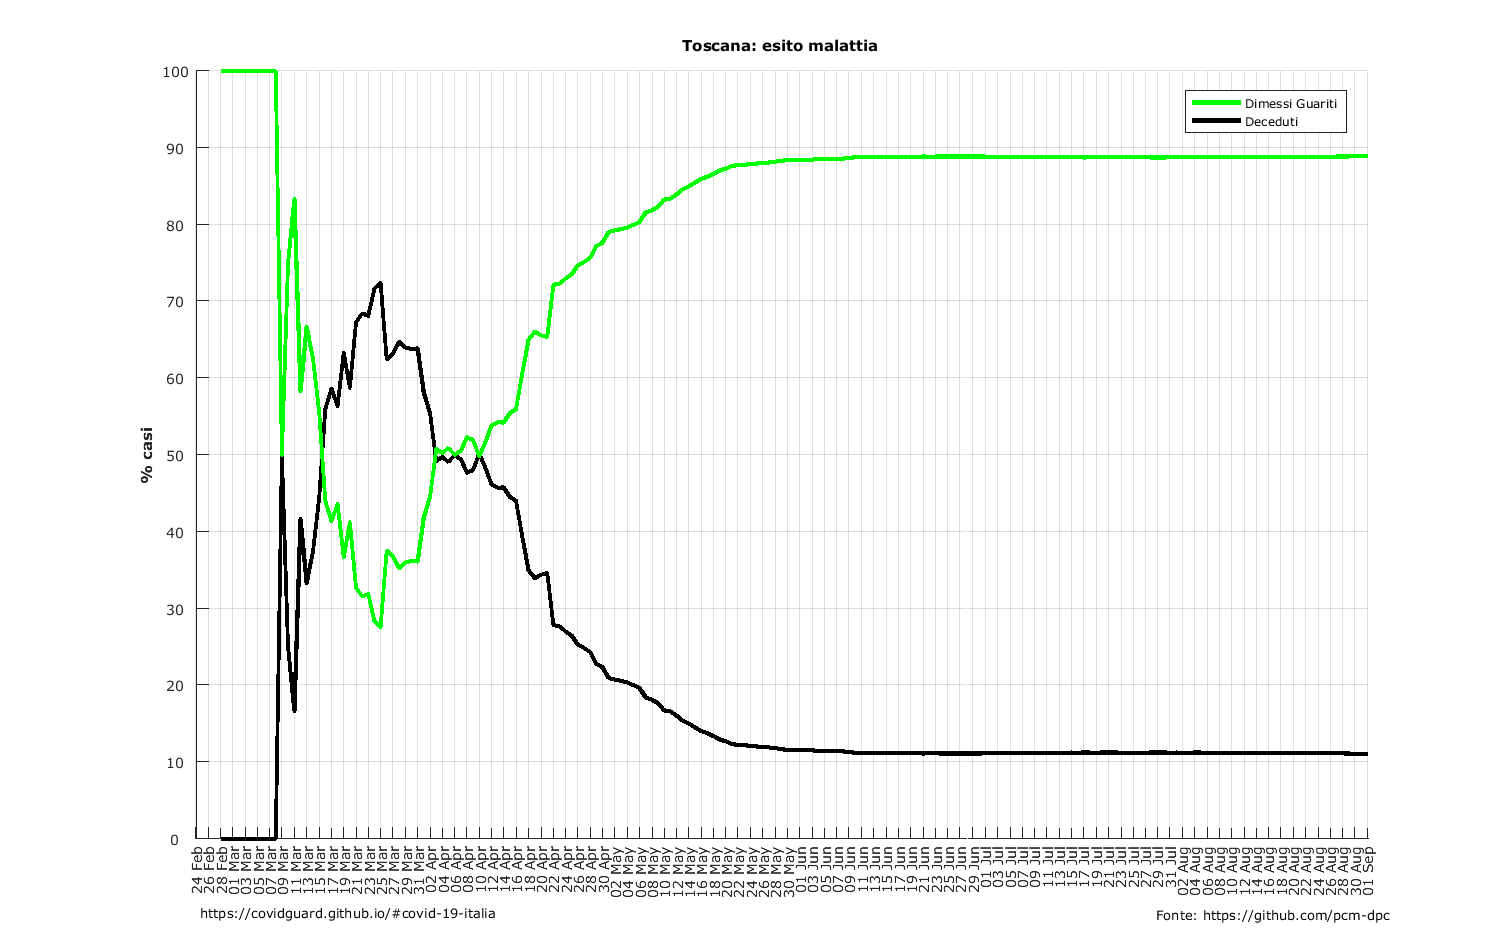 Toscana: esito malattia
Dimessi Guariti
Deceduti
% casi
100
90
80
70
60
50
40
30
20
10
0
24 Feb
26 Feb
28 Feb
01 Mar
03 Mar
05 Mar
07 Mar
09 Mar
11 Mar
13 Mar
15 Mar
17 Mar
19 Mar
21 Mar
23 Mar
25 Mar
27 Mar
29 Mar
31 Mar
02 Apr
04 Apr
06 Apr
08 Apr
10 Apr
12 Apr
14 Apr
16 Apr
18 Apr
20 Apr
22 Apr
24 Apr
26 Apr
28 Apr
30 Apr
02 May
04 May
06 May
08 May
10 May
12 May
14 May
16 May
18 May
20 May
22 May
24 May
26 May
28 May
30 May
01 Jun
03 Jun
05 Jun
07 Jun
09 Jun
11 Jun
13 Jun
15 Jun
17 Jun
19 Jun
21 Jun
23 Jun
25 Jun
27 Jun
29 Jun
01 Jul
03 Jul
05 Jul
07 Jul
09 Jul
11 Jul
13 Jul
15 Jul
17 Jul
19 Jul
21 Jul
23 Jul
25 Jul
27 Jul
29 Jul
31 Jul
02 Aug
04 Aug
06 Aug
08 Aug
10 Aug
12 Aug
14 Aug
16 Aug
18 Aug
20 Aug
22 Aug
24 Aug
26 Aug
28 Aug
30 Aug
01 Sep
https://covidguard.github.io/#covid-19-italia
Fonte: https://github.com/pcm-dpc